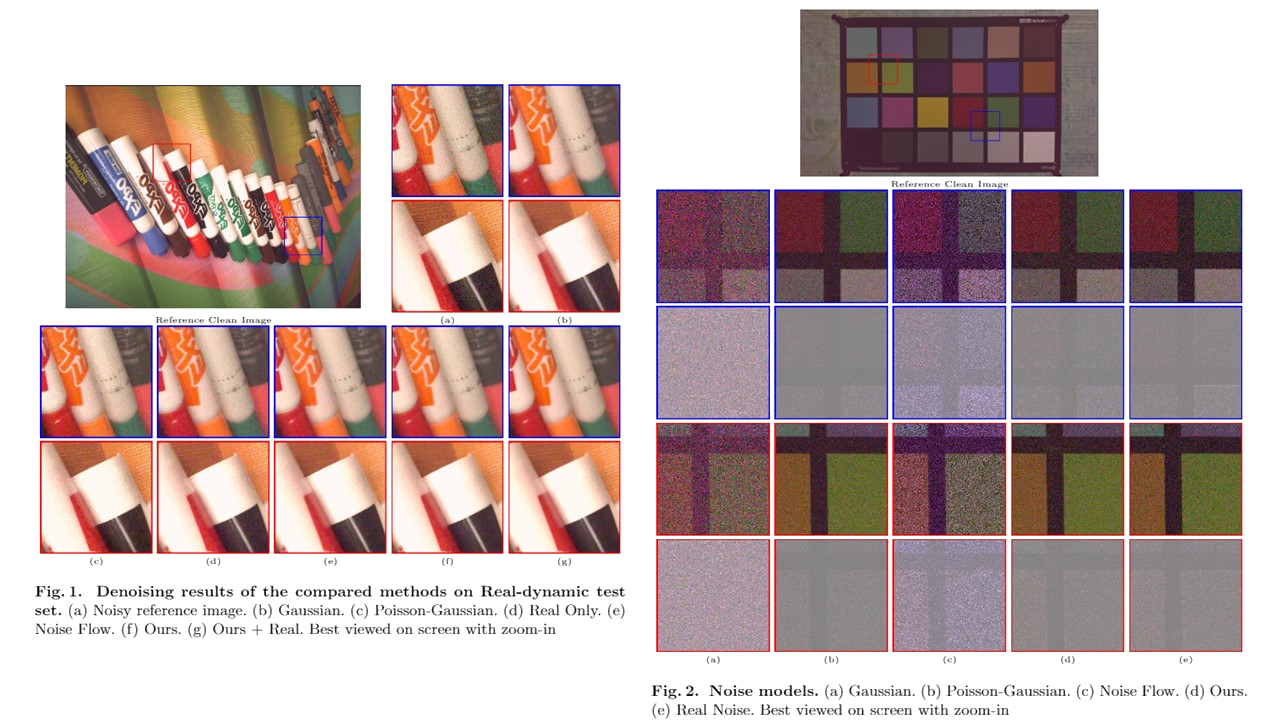 Reference Clean Image
(a)
(b)
(c)
(d)
(e)
(f)
(g)
Fig. 1. Denoising results of the compared methods on Real-dynamic test
set. (a) Noisy reference image. (b) Gaussian. (c) Poisson-Gaussian. (d) Real Only. (e)
Noise Flow. (f) Ours. (g) Ours + Real. Best viewed on screen with zoom-in
Reference Clean Image
(a)
(b)
(c)
(d)
(e)
Fig. 2. Noise models. (a) Gaussian. (b) Poisson-Gaussian. (c) Noise Flow. (d) Ours.
(e) Real Noise. Best viewed on screen with zoom-in